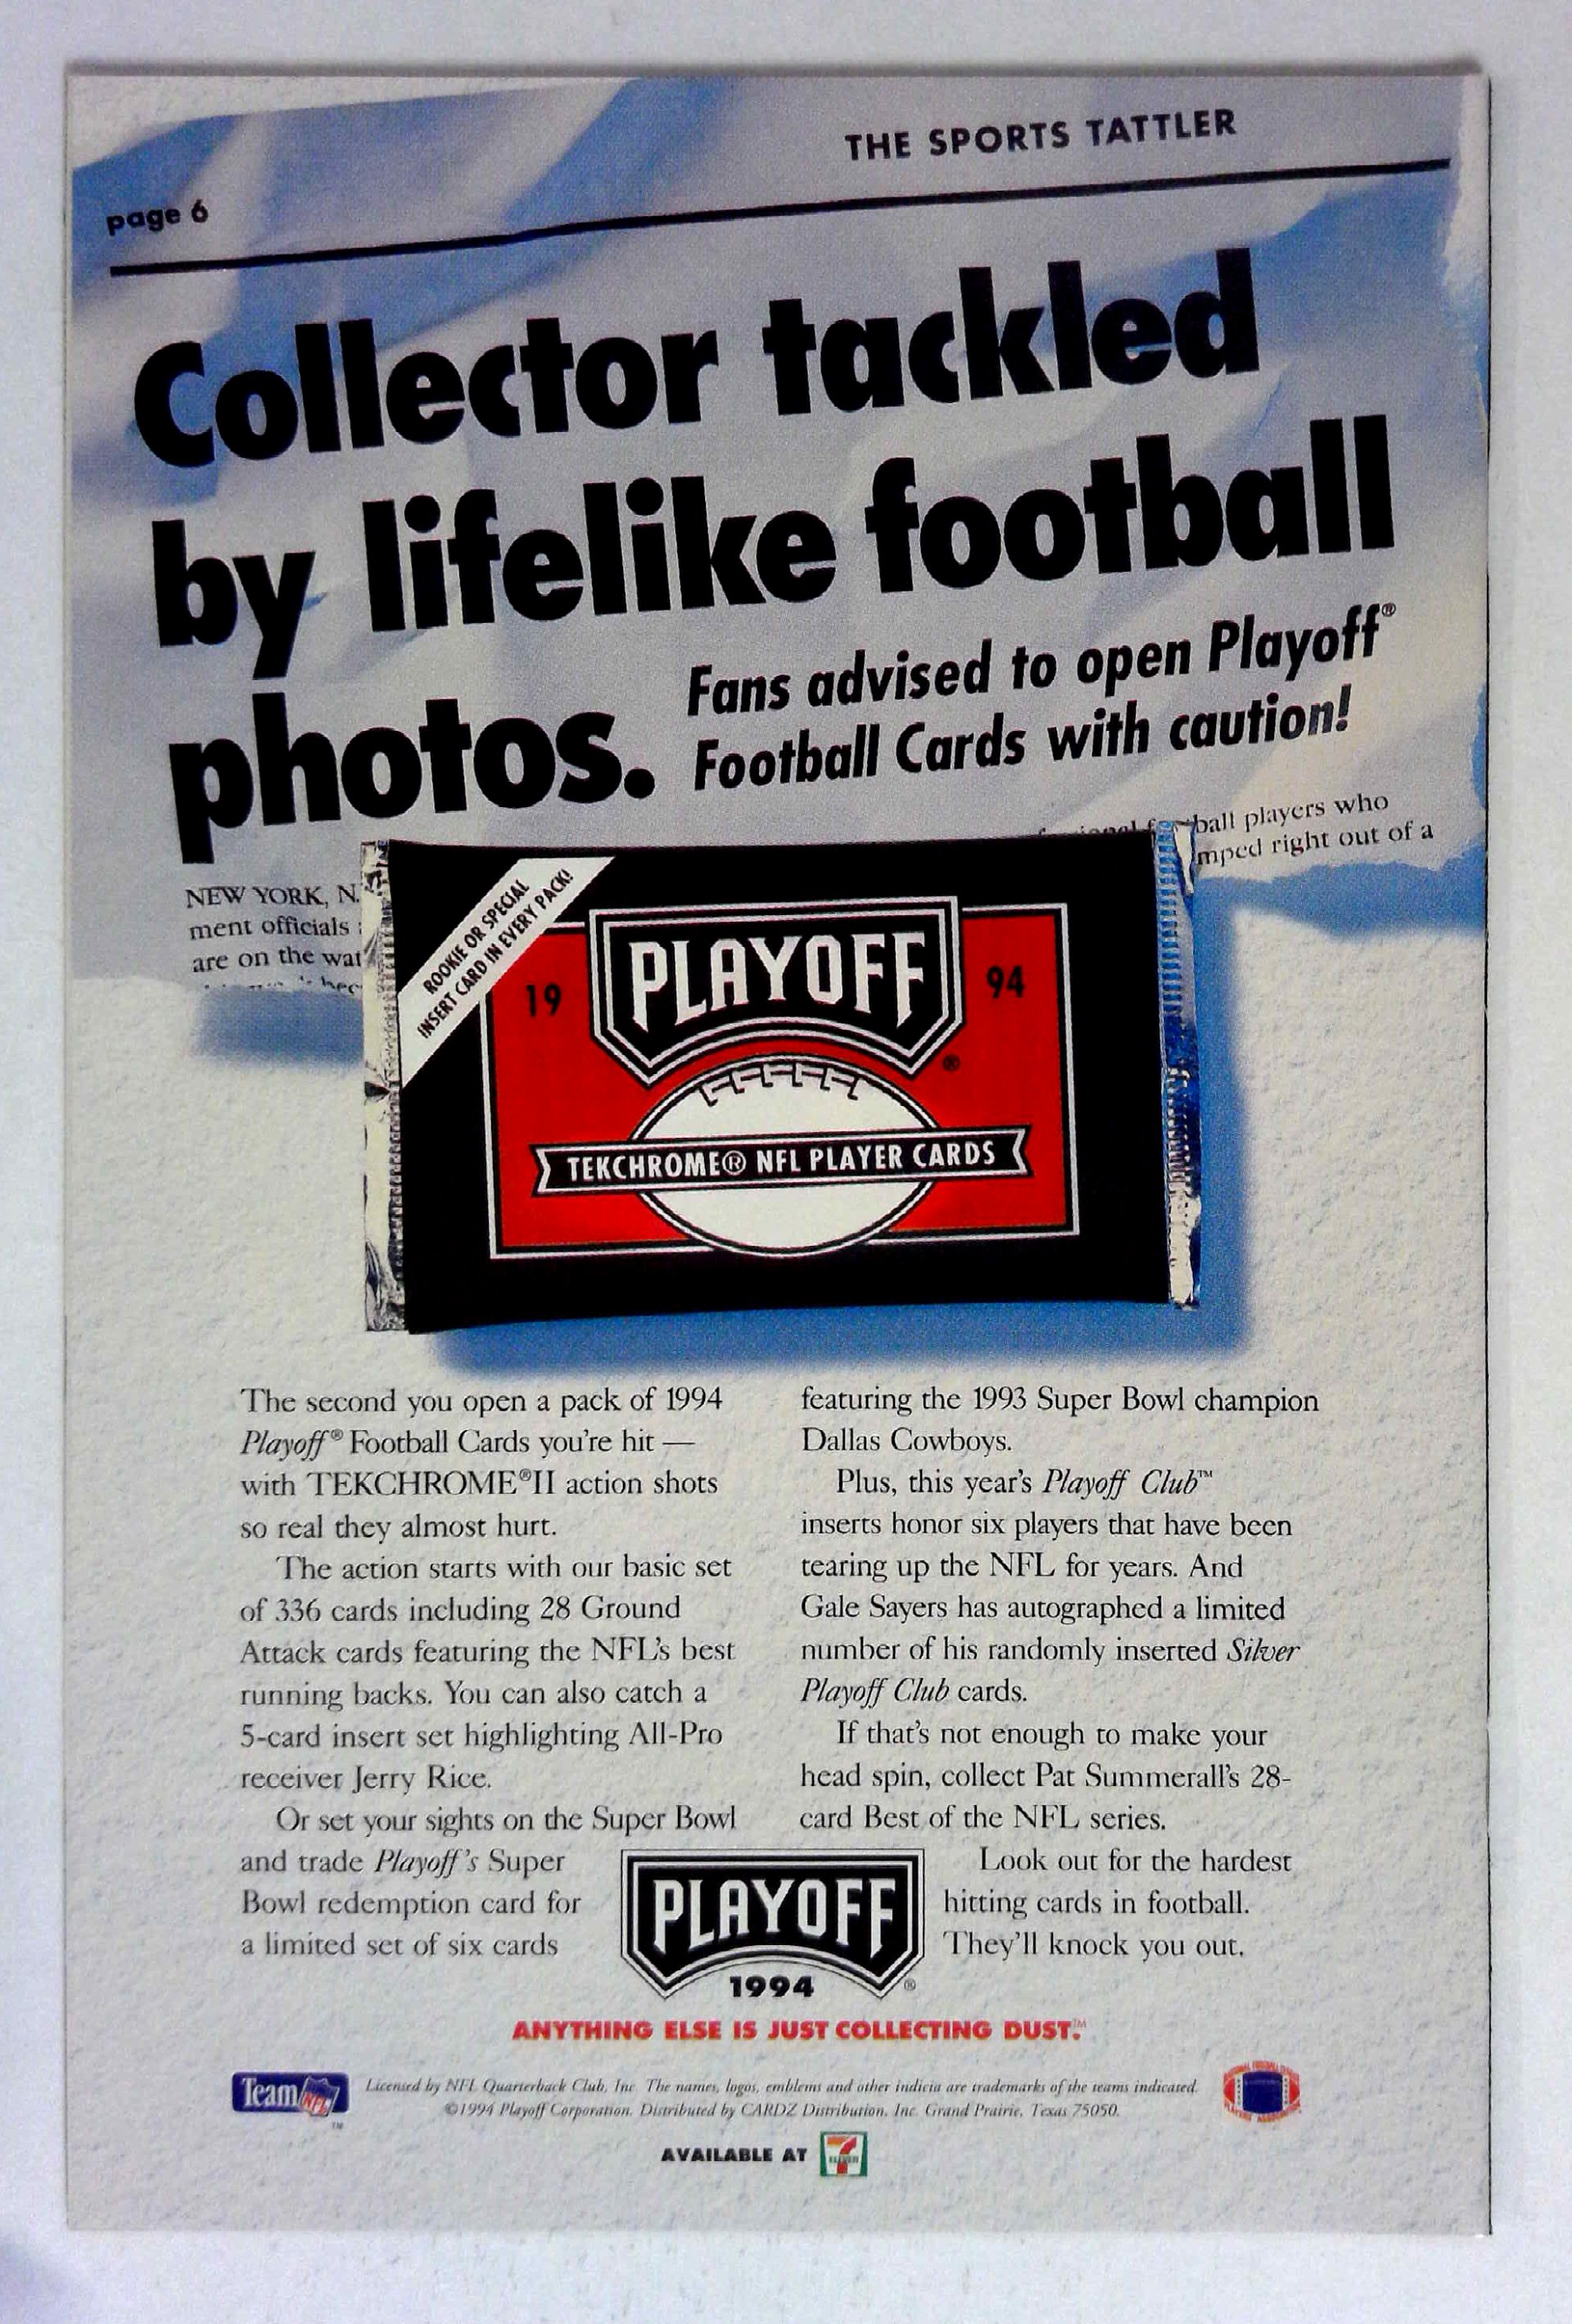 THE SPORTS TATTLER
page 6
Collector tackled
by lifelike football
photos.
Fans advised to open Playoff®
Football Cards with caution!
ball players who
mped right out of a
NEW YORK, N.
ment officials
are on the wat
ROOKIE OR SPECIAL
INSERT CARD IN EVERY PACK!
19 PLAYOFF 94
®
TEKCHROME® NFL PLAYER CARDS
The second you open a pack of 1994
Playoff® Football Cards you're hit —
with TEKCHROME®II action shots
so real they almost hurt.
The action starts with our basic set
of 336 cards including 28 Ground
Attack cards featuring the NFL's best
running backs. You can also catch a
5-card insert set highlighting All-Pro
receiver Jerry Rice.
Or set your sights on the Super Bowl
and trade Playoff's Super
Bowl redemption card for
a limited set of six cards
featuring the 1993 Super Bowl champion
Dallas Cowboys.
Plus, this year's Playoff Club™
inserts honor six players that have been
tearing up the NFL for years. And
Gale Sayers has autographed a limited
number of his randomly inserted Silver
Playoff Club cards.
If that's not enough to make your
head spin, collect Pat Summerall's 28-
card Best of the NFL series.
Look out for the hardest
hitting cards in football.
They'll knock you out.
PLAYOFF
1994
®
ANYTHING ELSE IS JUST COLLECTING DUST.™
Team NFL
™
Licensed by NFL Quarterback Club, Inc. The names, logos, emblems and other indicia are trademarks of the teams indicated.
©1994 Playoff Corporation. Distributed by CARDZ Distribution, Inc. Grand Prairie, Texas 75050.
AVAILABLE AT 7 ELEVEN